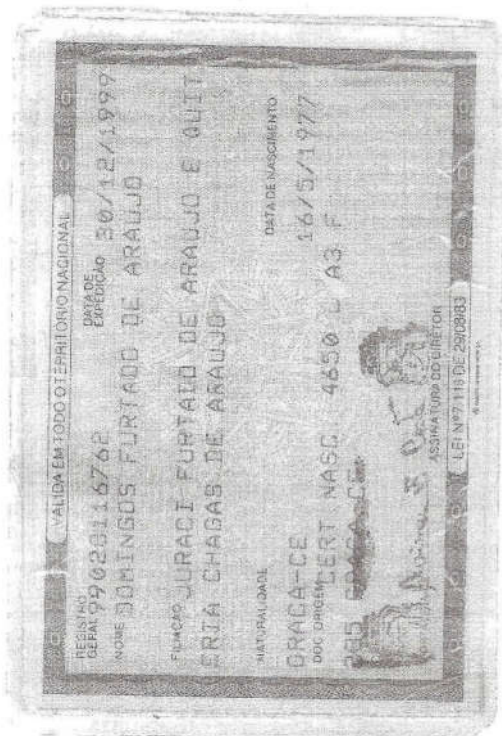 VÁLIDA EM TODO O TERRITÓRIO NACIONAL
REGISTRO GERAL 99028116762 DATA DE EXPEDIÇÃO 30/12/1999
NOME DOMINGOS FURTADO DE ARAUJO
FILIAÇÃO JURACI FURTADO DE ARAUJO E QUIT
ERIA CHAGAS DE ARAUJO
NATURALIDADE DATA DE NASCIMENTO
GRACA-CE 16/5/1977
DOC ORIGEM CERT NASC 4650 L A3 F
285 GRACA-CE
ASSINATURA DO DIRETOR
LEI Nº 7.116 DE 29/08/83